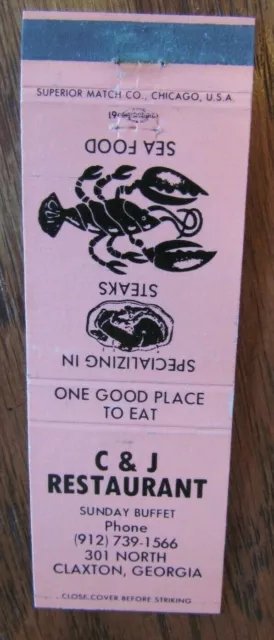 SUPERIOR MATCH CO., CHICAGO, U.S.A.
SEA FOOD
STEAKS
SPECIALIZING IN
ONE GOOD PLACE
TO EAT
C & J
RESTAURANT
SUNDAY BUFFET
Phone
(912) 739-1566
301 NORTH
CLAXTON, GEORGIA
CLOSE COVER BEFORE STRIKING